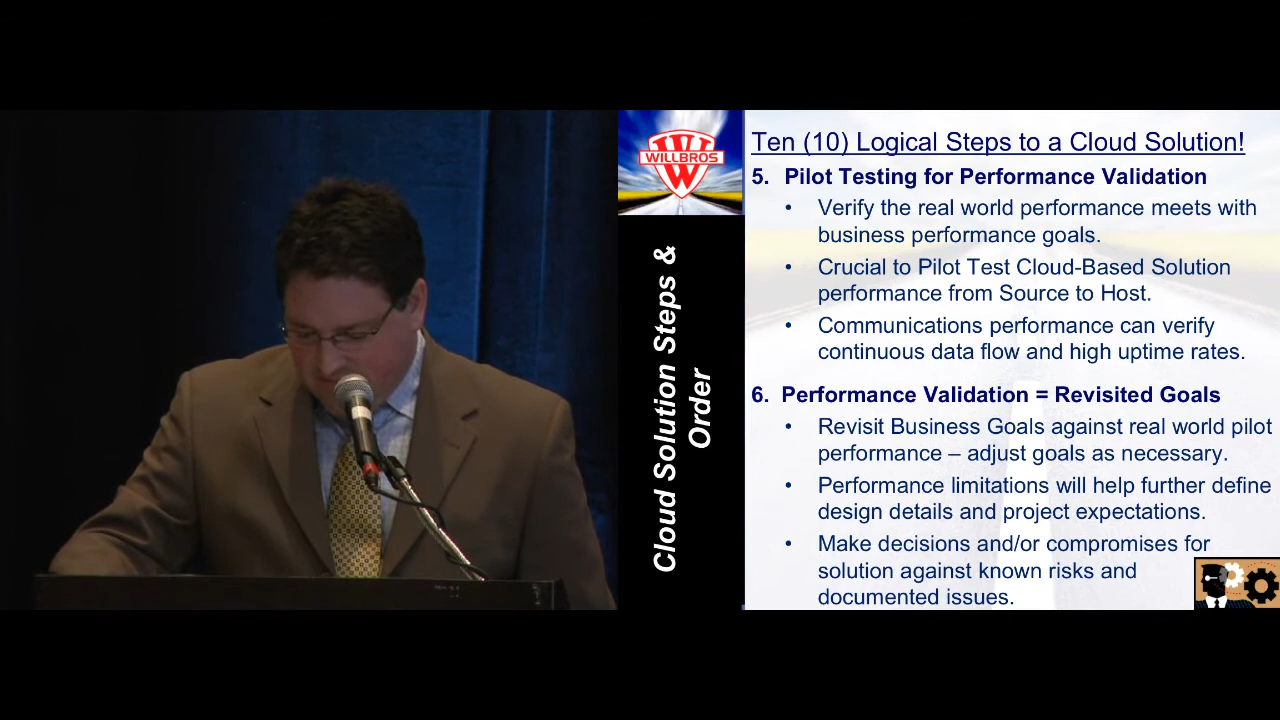 WILLBROS
Cloud Solution Steps &
Order
Ten (10) Logical Steps to a Cloud Solution!
5. Pilot Testing for Performance Validation
• Verify the real world performance meets with
business performance goals.
• Crucial to Pilot Test Cloud-Based Solution
performance from Source to Host.
• Communications performance can verify
continuous data flow and high uptime rates.
6. Performance Validation = Revisited Goals
• Revisit Business Goals against real world pilot
performance – adjust goals as necessary.
• Performance limitations will help further define
design details and project expectations.
• Make decisions and/or compromises for
solution against known risks and
documented issues.